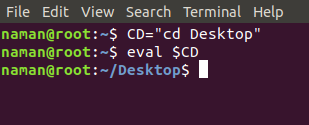 File Edit View Search Terminal Help
naman@root:~$ CD="cd Desktop"
naman@root:~$ eval $CD
naman@root:~/Desktop$